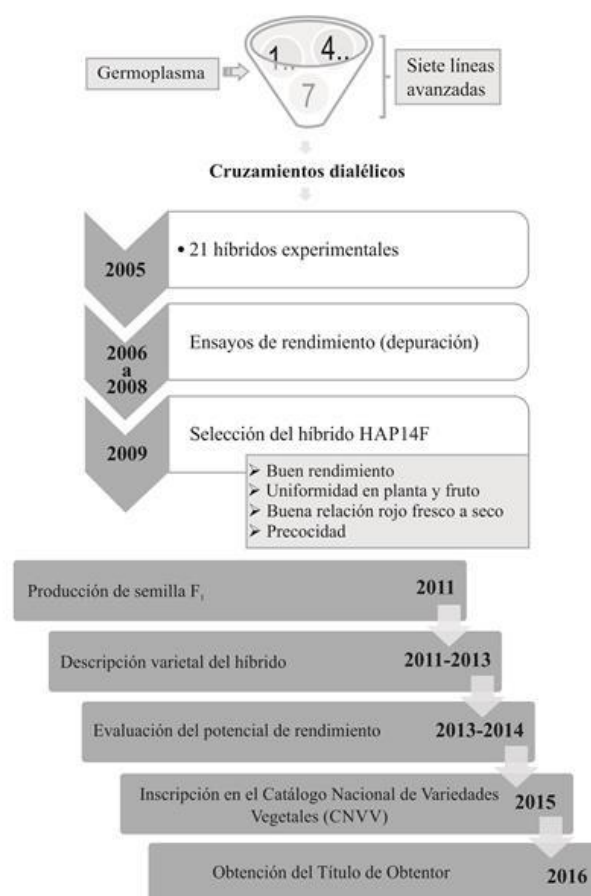 1..
4..
7
Germoplasma
Siete líneas
avanzadas
Cruzamientos dialélicos
2005
• 21 híbridos experimentales
2006
a
2008
Ensayos de rendimiento (depuración)
2009
Selección del híbrido HAP14F
➢ Buen rendimiento
➢ Uniformidad en planta y fruto
➢ Buena relación rojo fresco a seco
➢ Precocidad
Producción de semilla F₁
2011
Descripción varietal del híbrido
2011-2013
Evaluación del potencial de rendimiento
2013-2014
Inscripción en el Catálogo Nacional de Variedades
Vegetales (CNVV)
2015
Obtención del Título de Obtentor
2016